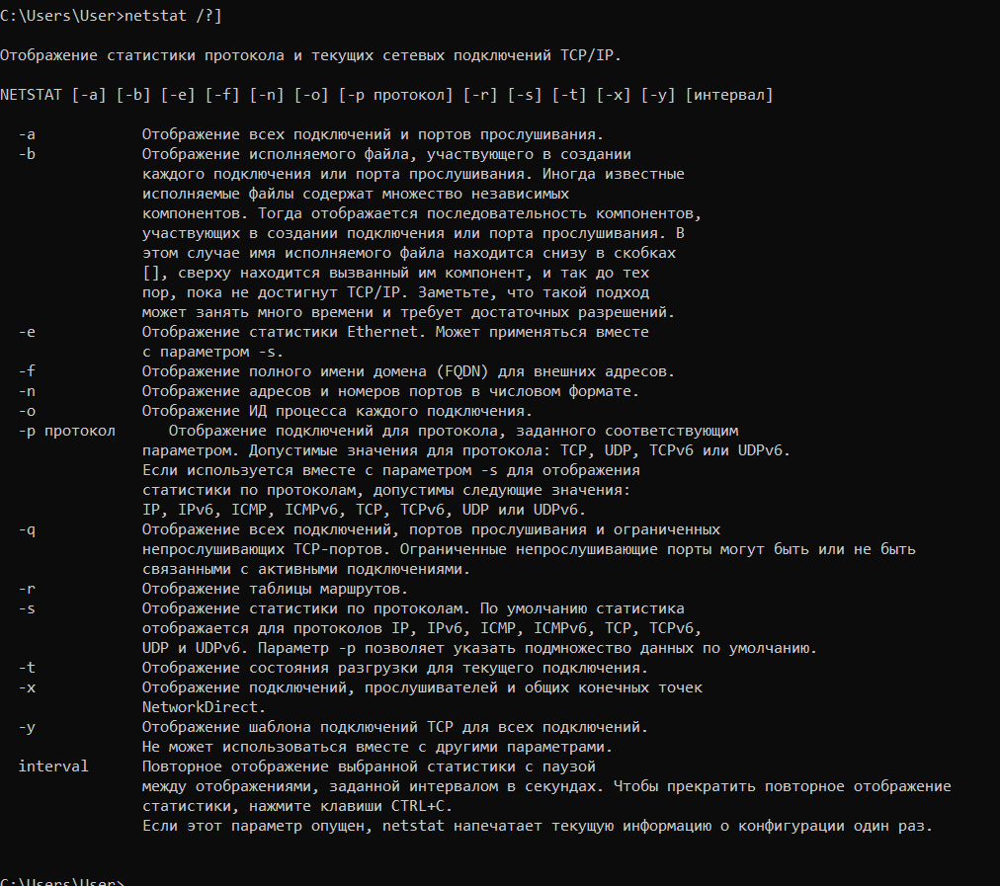 C:\Users\User>netstat /?]
Отображение статистики протокола и текущих сетевых подключений TCP/IP.
NETSTAT [-a] [-b] [-e] [-f] [-n] [-o] [-p протокол] [-r] [-s] [-t] [-x] [-y] [интервал]
-a Отображение всех подключений и портов прослушивания.
-b Отображение исполняемого файла, участвующего в создании
каждого подключения или порта прослушивания. Иногда известные
исполняемые файлы содержат множество независимых
компонентов. Тогда отображается последовательность компонентов,
участвующих в создании подключения или порта прослушивания. В
этом случае имя исполняемого файла находится снизу в скобках
[], сверху находится вызванный им компонент, и так до тех
пор, пока не достигнут TCP/IP. Заметьте, что такой подход
может занять много времени и требует достаточных разрешений.
-e Отображение статистики Ethernet. Может применяться вместе
с параметром -s.
-f Отображение полного имени домена (FQDN) для внешних адресов.
-n Отображение адресов и номеров портов в числовом формате.
-o Отображение ИД процесса каждого подключения.
-p протокол Отображение подключений для протокола, заданного соответствующим
параметром. Допустимые значения для протокола: TCP, UDP, TCPv6 или UDPv6.
Если используется вместе с параметром -s для отображения
статистики по протоколам, допустимы следующие значения:
IP, IPv6, ICMP, ICMPv6, TCP, TCPv6, UDP или UDPv6.
-q Отображение всех подключений, портов прослушивания и ограниченных
непрослушивающих TCP-портов. Ограниченные непрослушивающие порты могут быть или не быть
связанными с активными подключениями.
-r Отображение таблицы маршрутов.
-s Отображение статистики по протоколам. По умолчанию статистика
отображается для протоколов IP, IPv6, ICMP, ICMPv6, TCP, TCPv6,
UDP и UDPv6. Параметр -p позволяет указать подмножество данных по умолчанию.
-t Отображение состояния разгрузки для текущего подключения.
-x Отображение подключений, прослушивателей и общих конечных точек
NetworkDirect.
-y Отображение шаблона подключений TCP для всех подключений.
Не может использоваться вместе с другими параметрами.
interval Повторное отображение выбранной статистики с паузой
между отображениями, заданной интервалом в секундах. Чтобы прекратить повторное отображение
статистики, нажмите клавиши CTRL+C.
Если этот параметр опущен, netstat напечатает текущую информацию о конфигурации один раз.
C:\Users\User>